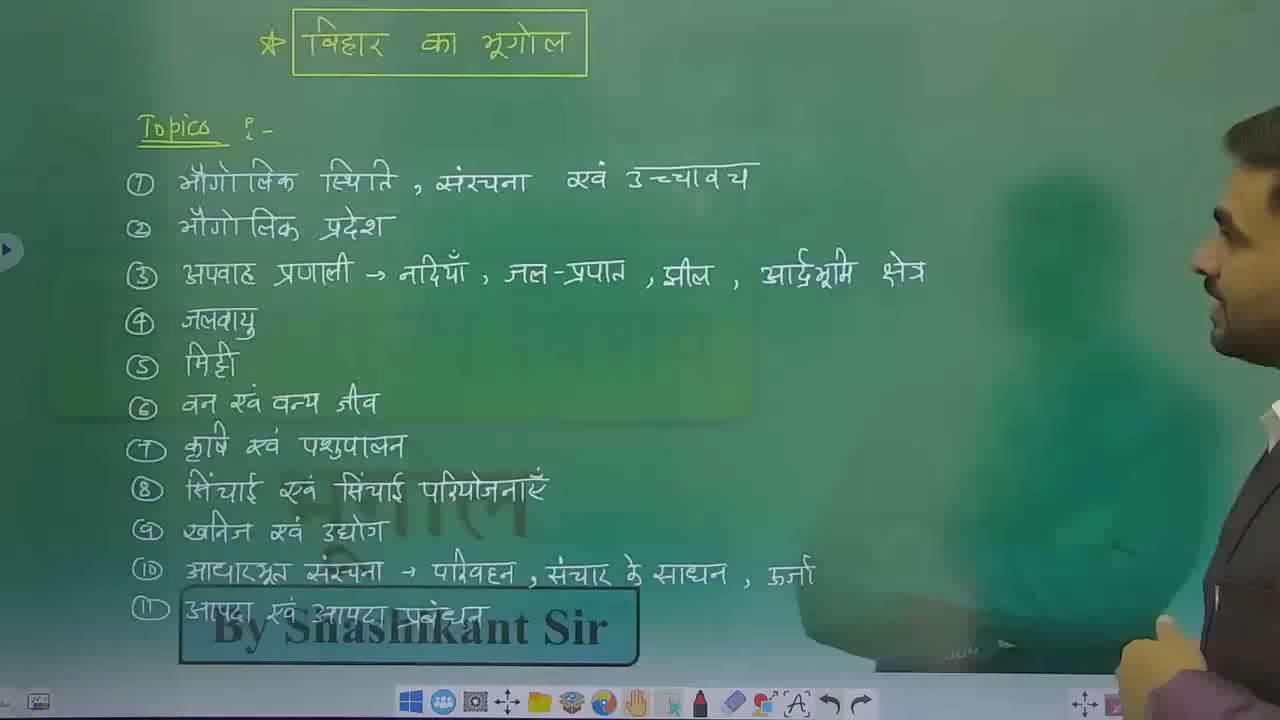 बिहार का भूगोल
Topics :-
① भौगोलिक स्थिति , संरचना एवं उच्चावच
② भौगोलिक प्रदेश
③ अपवाह प्रणाली → नदियाँ , जल-प्रपात , झील , आर्द्रभूमि क्षेत्र
④ जलवायु
⑤ मिट्टी
⑥ वन एवं वन्य जीव
⑦ कृषि एवं पशुपालन
⑧ सिंचाई एवं सिंचाई परियोजनाएँ
⑨ खनिज एवं उद्योग
⑩ आधारभूत संरचना → परिवहन , संचार के साधन , ऊर्जा
⑪ आपदा एवं आपदा प्रबंधन
By Shashikant Sir